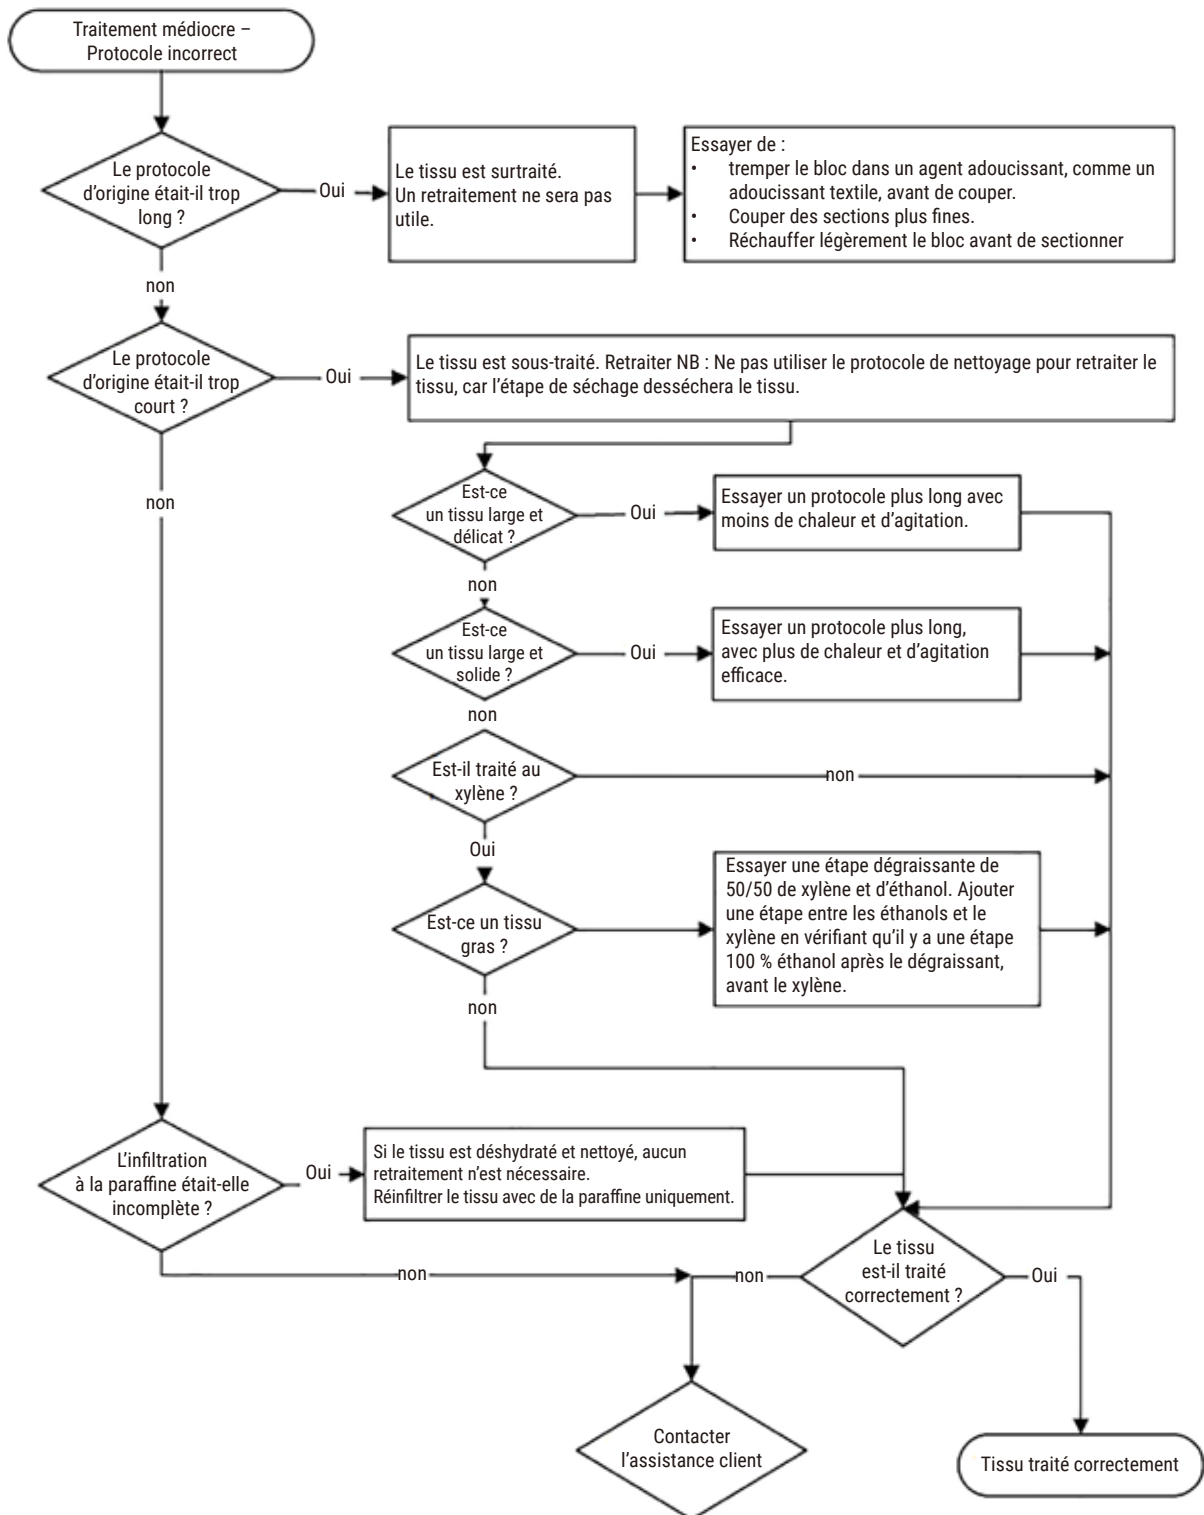 Traitement médiocre –
Protocole incorrect
Le protocole
d'origine était-il trop
long ?
Oui
Le tissu est surtraité.
Un retraitement ne sera pas
utile.
Essayer de :
• tremper le bloc dans un agent adoucissant, comme un
adoucissant textile, avant de couper.
• Couper des sections plus fines.
• Réchauffer légèrement le bloc avant de sectionner
non
Le protocole
d'origine était-il trop
court ?
Oui
Le tissu est sous-traité. Retraiter NB : Ne pas utiliser le protocole de nettoyage pour retraiter le
tissu, car l'étape de séchage desséchera le tissu.
non
Est-ce
un tissu large et
délicat ?
Oui
Essayer un protocole plus long avec
moins de chaleur et d'agitation.
non
Est-ce
un tissu large et
solide ?
Oui
Essayer un protocole plus long,
avec plus de chaleur et d'agitation
efficace.
non
Est-il traité au
xylène ?
non
Oui
Est-ce un tissu
gras ?
Essayer une étape dégraissante de
50/50 de xylène et d'éthanol. Ajouter
une étape entre les éthanols et le
xylène en vérifiant qu'il y a une étape
100 % éthanol après le dégraissant,
avant le xylène.
non
L'infiltration
à la paraffine était-elle
incomplète ?
Oui
Si le tissu est déshydraté et nettoyé, aucun
retraitement n'est nécessaire.
Réinfiltrer le tissu avec de la paraffine uniquement.
non
Le tissu
est-il traité
correctement ?
non
Oui
Contacter
l'assistance client
Tissu traité correctement